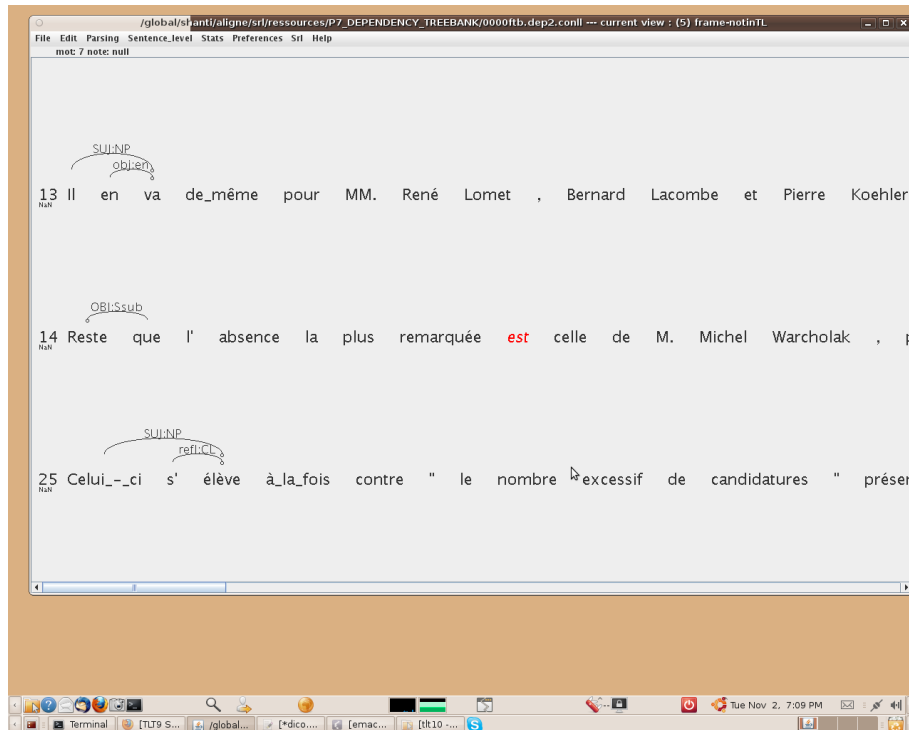 /global/shanti/aligne/srl/ressources/P7_DEPENDENCY_TREEBANK/0000ftb.dep2.conll --- current view : (5) frame-notinTL
File Edit Parsing Sentence_level Stats Preferences Srl Help
mot: 7 note: null
SUJ:NP
obj:en
13 Il en va de_même pour MM. René Lomet , Bernard Lacombe et Pierre Koehler
NaN
OBJ:Ssub
14 Reste que l' absence la plus remarquée est celle de M. Michel Warcholak , p
NaN
SUJ:NP
refl:CL
25 Celui_-_ci s' élève à_la_fois contre " le nombre excessif de candidatures " présen
NaN
Tue Nov 2, 7:09 PM
Terminal [TLT9 S... /global... [*dico.... [emac... [tlt10 -...